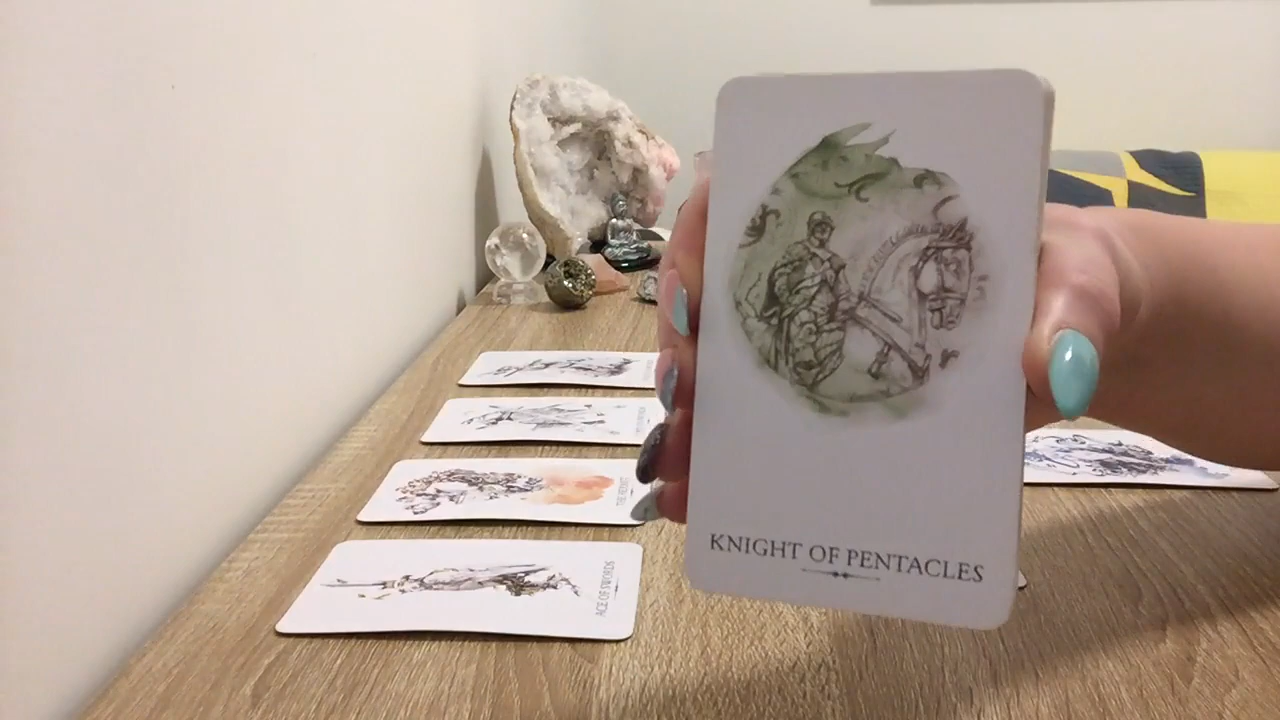 KNIGHT OF PENTACLES
THE HERMIT
ACE OF SWORDS